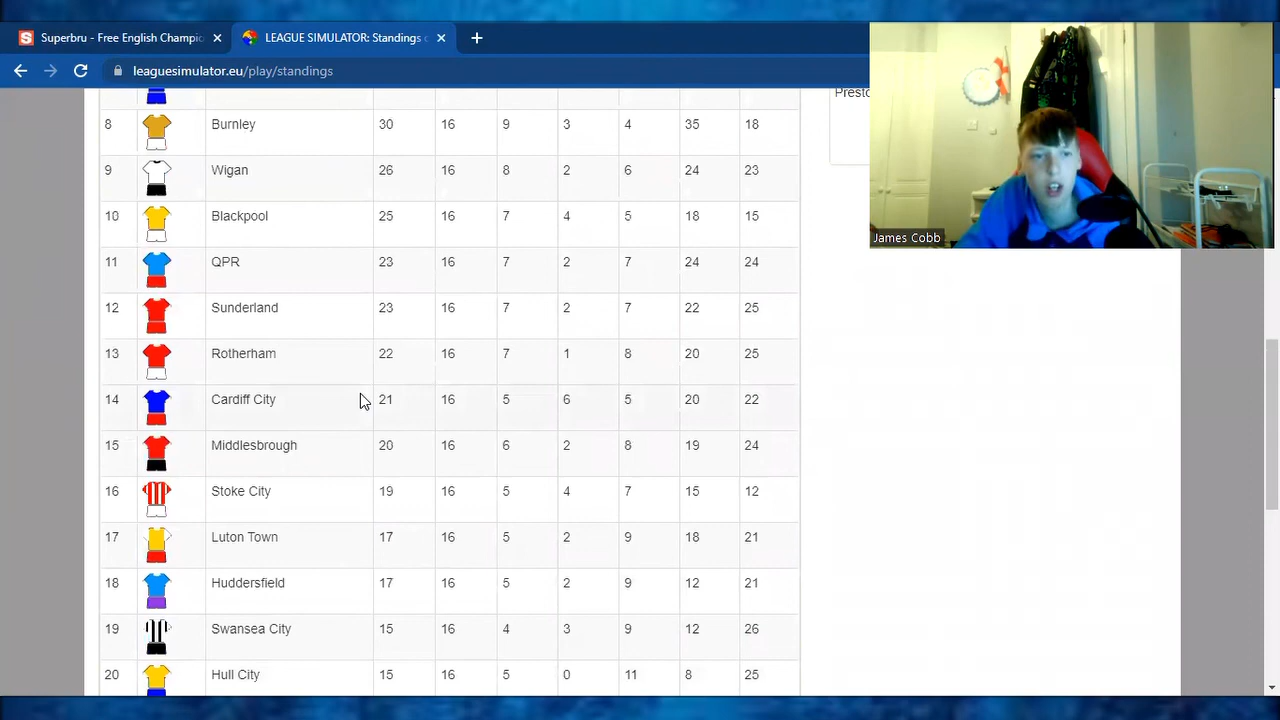 Superbru - Free English Champio
LEAGUE SIMULATOR: Standings o
leaguesimulator.eu/play/standings
Presto
James Cobb
8 Burnley 30 16 9 3 4 35 18
9 Wigan 26 16 8 2 6 24 23
10 Blackpool 25 16 7 4 5 18 15
11 QPR 23 16 7 2 7 24 24
12 Sunderland 23 16 7 2 7 22 25
13 Rotherham 22 16 7 1 8 20 25
14 Cardiff City 21 16 5 6 5 20 22
15 Middlesbrough 20 16 6 2 8 19 24
16 Stoke City 19 16 5 4 7 15 12
17 Luton Town 17 16 5 2 9 18 21
18 Huddersfield 17 16 5 2 9 12 21
19 Swansea City 15 16 4 3 9 12 26
20 Hull City 15 16 5 0 11 8 25